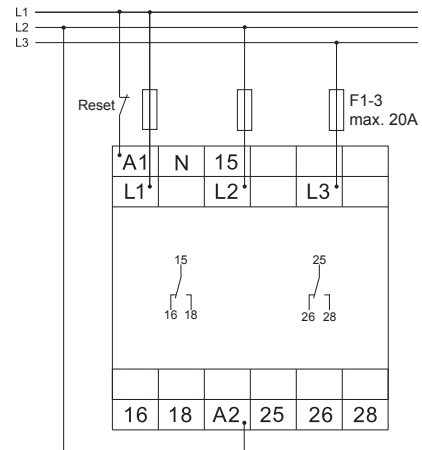 L1
L2
L3
Reset
F1-3
max. 20A
A1 N 15
L1 L2 L3
15 25
16 18 26 28
16 18 A2 25 26 28